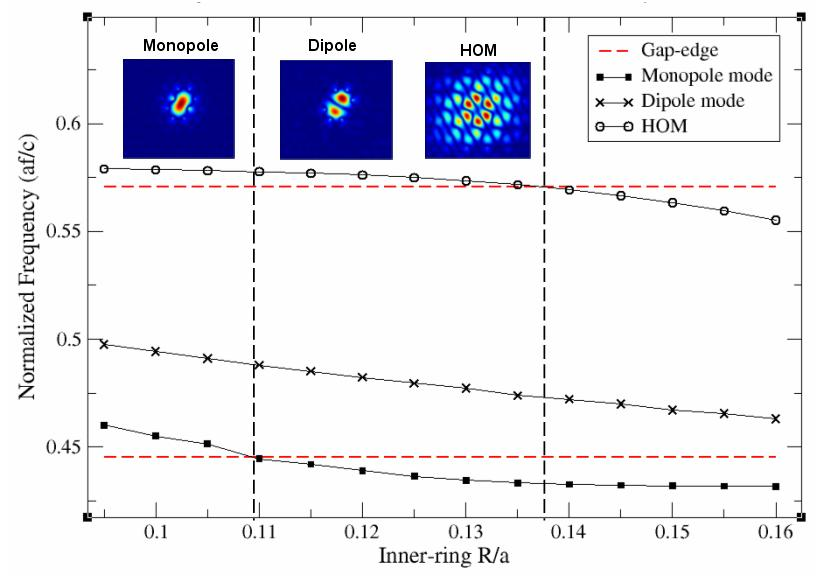 Monopole
Dipole
HOM
Gap-edge
Monopole mode
Dipole mode
HOM
Normalized Frequency (af/c)
0.6
0.55
0.5
0.45
0.1
0.11
0.12
0.13
0.14
0.15
0.16
Inner-ring R/a